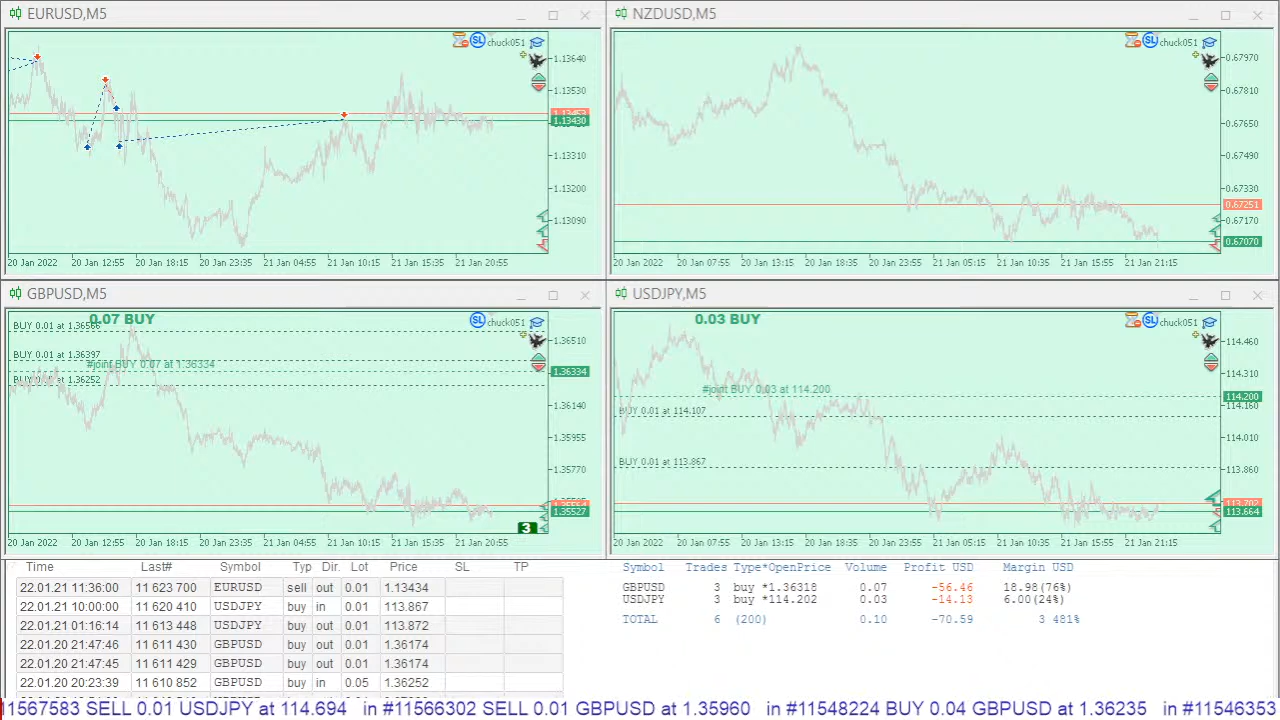 EURUSD,M5
chuck051
SL
1.13640
1.13530
1.13453
1.13430
1.13310
1.13200
1.13090
20 Jan 2022 20 Jan 12:55 20 Jan 18:15 20 Jan 23:35 21 Jan 04:55 21 Jan 10:15 21 Jan 15:35 21 Jan 20:55
NZDUSD,M5
chuck051
SL
0.67970
0.67810
0.67650
0.67490
0.67330
0.67251
0.67170
0.67070
20 Jan 2022 20 Jan 07:55 20 Jan 13:15 20 Jan 18:35 20 Jan 23:55 21 Jan 05:15 21 Jan 10:35 21 Jan 15:55 21 Jan 21:15
GBPUSD,M5
0.07 BUY
SL chuck051
BUY 0.01 at 1.36566
BUY 0.01 at 1.36397
#joint BUY 0.07 at 1.36334
at 1.36252
1.36510
1.36334
1.36140
1.35955
1.35770
1.35527
3
20 Jan 2022 20 Jan 12:55 20 Jan 18:15 20 Jan 23:35 21 Jan 04:55 21 Jan 10:15 21 Jan 15:35 21 Jan 20:55
USDJPY,M5
0.03 BUY
SL chuck051
#joint BUY 0.03 at 114.200
BUY 0.01 at 114.107
BUY 0.01 at 113.867
114.460
114.310
114.200
114.160
114.010
113.860
113.702
113.664
20 Jan 2022 20 Jan 07:55 20 Jan 13:15 20 Jan 18:35 20 Jan 23:55 21 Jan 05:15 21 Jan 10:35 21 Jan 15:55 21 Jan 21:15
Time Last# Symbol Typ Dir. Lot Price SL TP
22.01.21 11:36:00 11 623 700 EURUSD sell out 0.01 1.13434
22.01.21 10:00:00 11 620 410 USDJPY buy in 0.01 113.867
22.01.21 01:16:14 11 613 448 USDJPY buy out 0.01 113.872
22.01.20 21:47:46 11 611 430 GBPUSD buy out 0.01 1.36174
22.01.20 21:47:45 11 611 429 GBPUSD buy out 0.01 1.36174
22.01.20 20:23:39 11 610 852 GBPUSD buy in 0.05 1.36252
Symbol Trades Type*OpenPrice Volume Profit USD Margin USD
GBPUSD 3 buy *1.36318 0.07 -56.46 18.98(76%)
USDJPY 3 buy *114.202 0.03 -14.13 6.00(24%)
TOTAL 6 (200) 0.10 -70.59 3 481%
11567583 SELL 0.01 USDJPY at 114.694 in #11566302 SELL 0.01 GBPUSD at 1.35960 in #11548224 BUY 0.04 GBPUSD at 1.36235 in #11546353